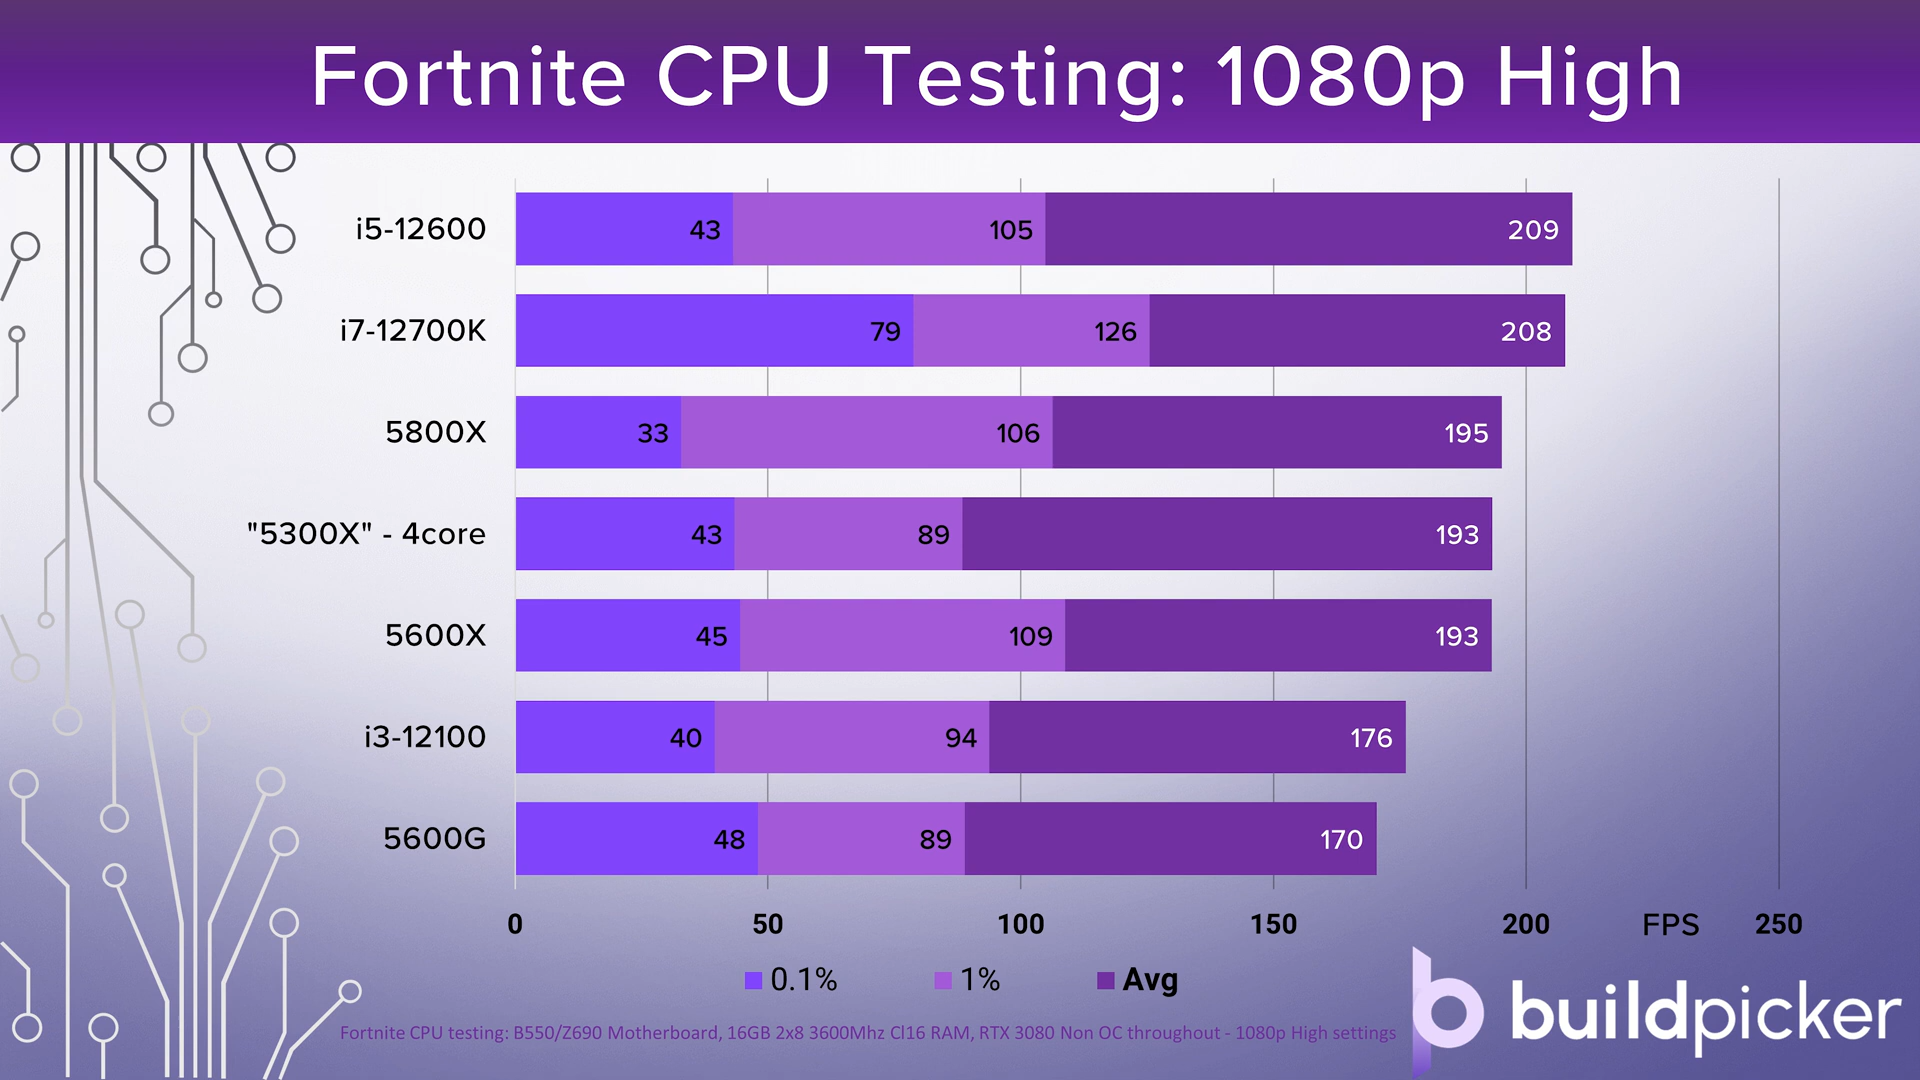 Fortnite CPU Testing: 1080p High
i5-12600 43 105 209
i7-12700K 79 126 208
5800X 33 106 195
"5300X" - 4core 43 89 193
5600X 45 109 193
i3-12100 40 94 176
5600G 48 89 170
0 50 100 150 200 FPS 250
0.1% 1% Avg
Fortnite CPU testing: B550/Z690 Motherboard, 16GB 2x8 3600Mhz Cl16 RAM, RTX 3080 Non OC throughout - 1080p High settings
buildpicker